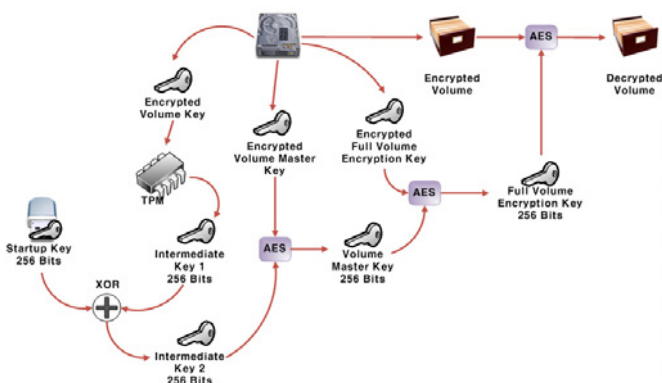 AES
Encrypted
Volume
Decrypted
Volume
Encrypted
Volume Key
Encrypted
Volume Master
Key
Encrypted
Full Volume
Encryption Key
TPM
AES
Full Volume
Encryption Key
256 Bits
Startup Key
256 Bits
Intermediate
Key 1
256 Bits
AES
Volume
Master Key
256 Bits
XOR
Intermediate
Key 2
256 Bits